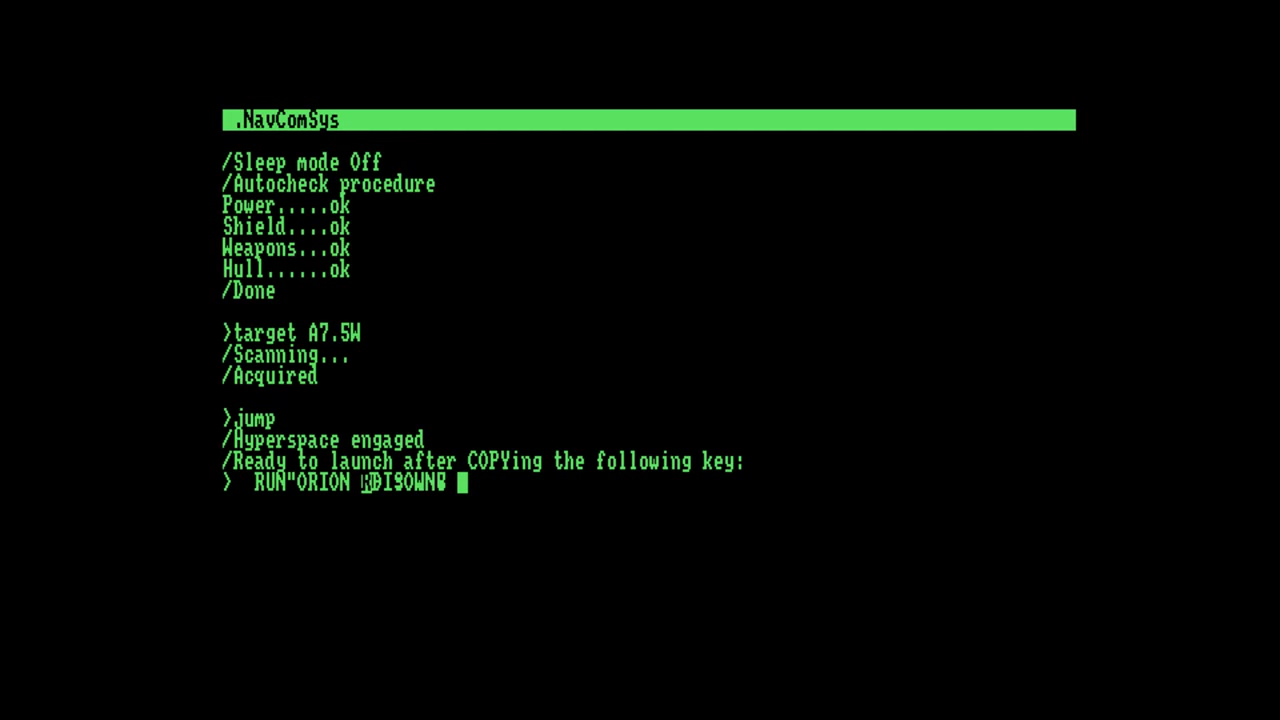 .NavComSys
/Sleep mode Off
/Autocheck procedure
Power.....ok
Shield....ok
Weapons...ok
Hull......ok
/Done
>target A7.5W
/Scanning...
/Acquired
>jump
/Hyperspace engaged
/Ready to launch after COPYing the following key:
> RUN"ORION